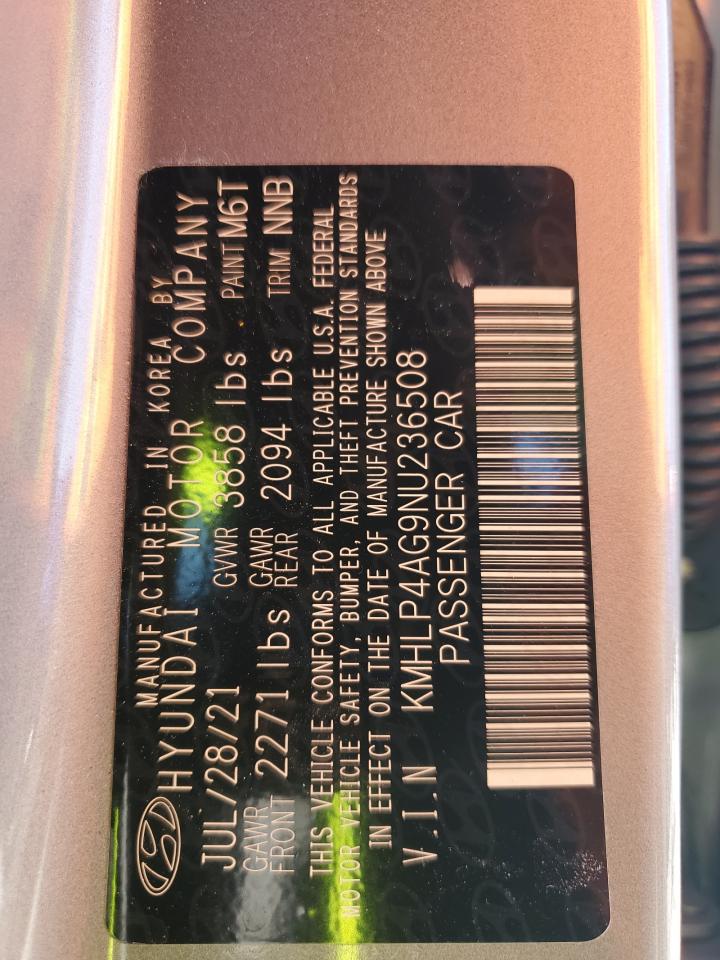 MANUFACTURED IN KOREA BY
HYUNDAI MOTOR COMPANY
JUL/28/21 GVWR 3858 lbs PAINT M6T
GAWR FRONT 2271 lbs GAWR REAR 2094 lbs TRIM NNB
THIS VEHICLE CONFORMS TO ALL APPLICABLE U.S.A. FEDERAL
MOTOR VEHICLE SAFETY, BUMPER, AND THEFT PREVENTION STANDARDS
IN EFFECT ON THE DATE OF MANUFACTURE SHOWN ABOVE
V.I.N KMHLP4AG9NU236508
PASSENGER CAR